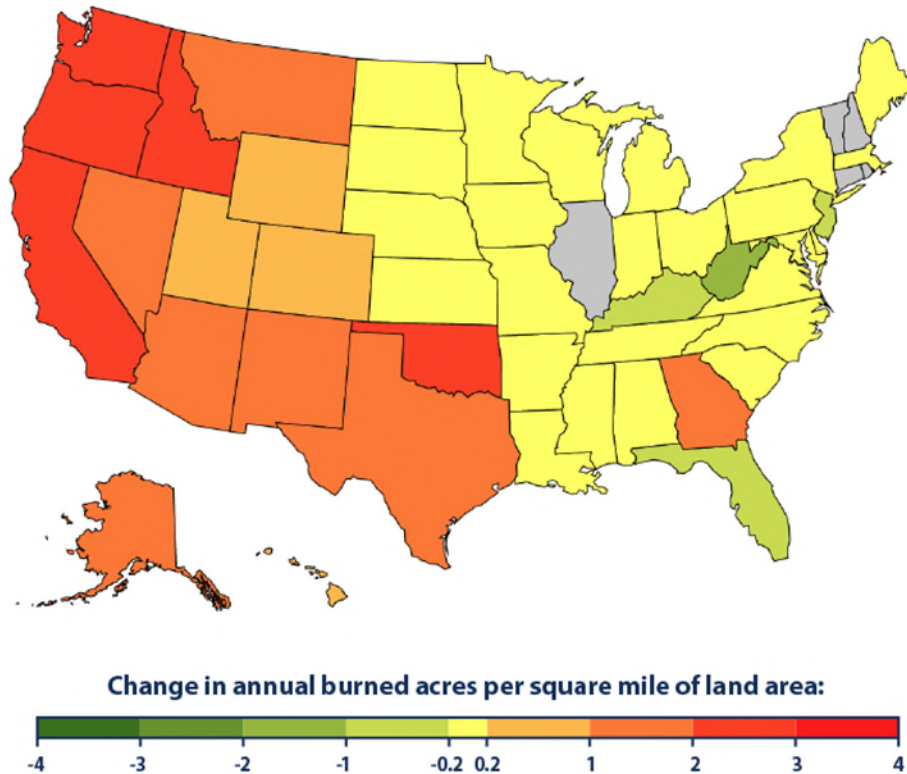 Change in annual burned acres per square mile of land area:
-4 -3 -2 -1 -0.2 0.2 1 2 3 4